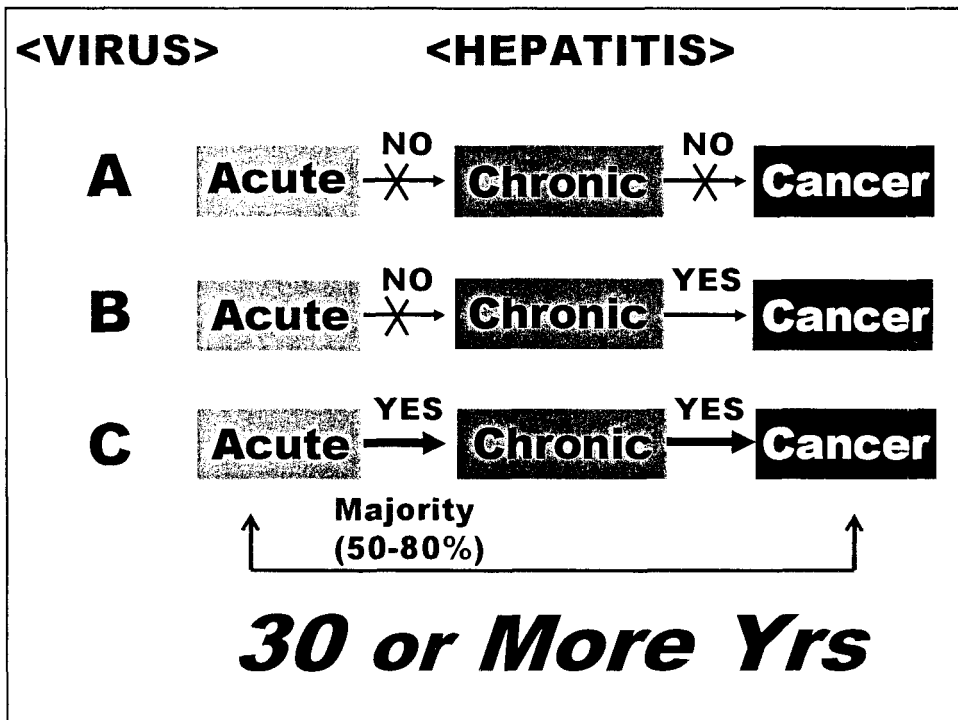 <VIRUS> <HEPATITIS>
NO NO
A Acute Chronic Cancer
NO YES
B Acute Chronic Cancer
YES YES
C Acute Chronic Cancer
Majority
(50-80%)
30 or More Yrs